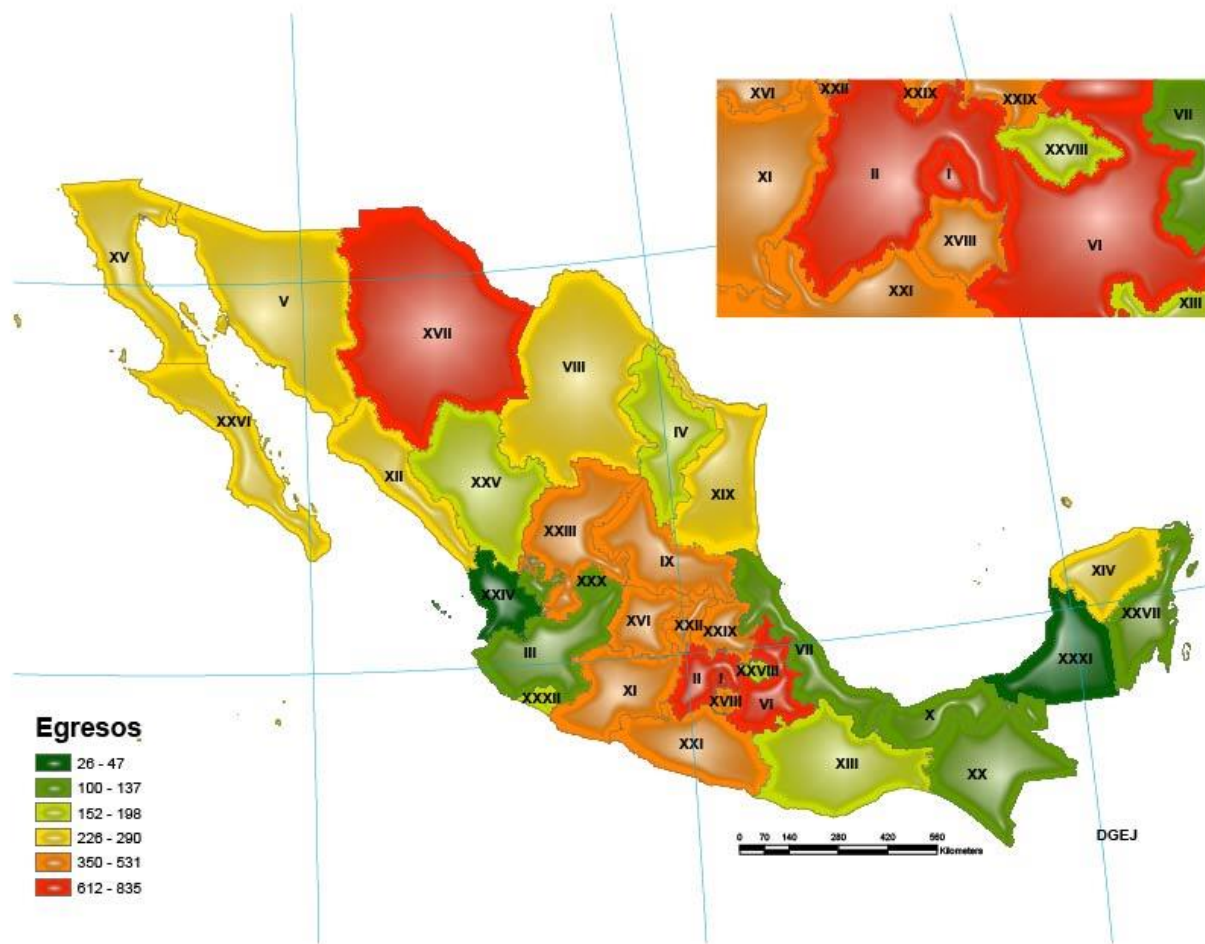 XVI
XXII
XXIX
XXIX
VII
XXVIII
XI
II
I
XVIII
VI
XXI
XIII
XV
V
XVII
VIII
XXVI
IV
XII
XXV
XIX
XXIII
IX
XXX
XXIV
XIV
XXVII
XVI
XXII
XXIX
III
VII
XXXI
XXVIII
II
I
XI
XXXII
XVIII
VI
X
XXI
XIII
XX
Egresos
26 - 47
100 - 137
152 - 198
226 - 290
350 - 531
612 - 835
0 70 140 280 420 560
Kilometers
DGEJ